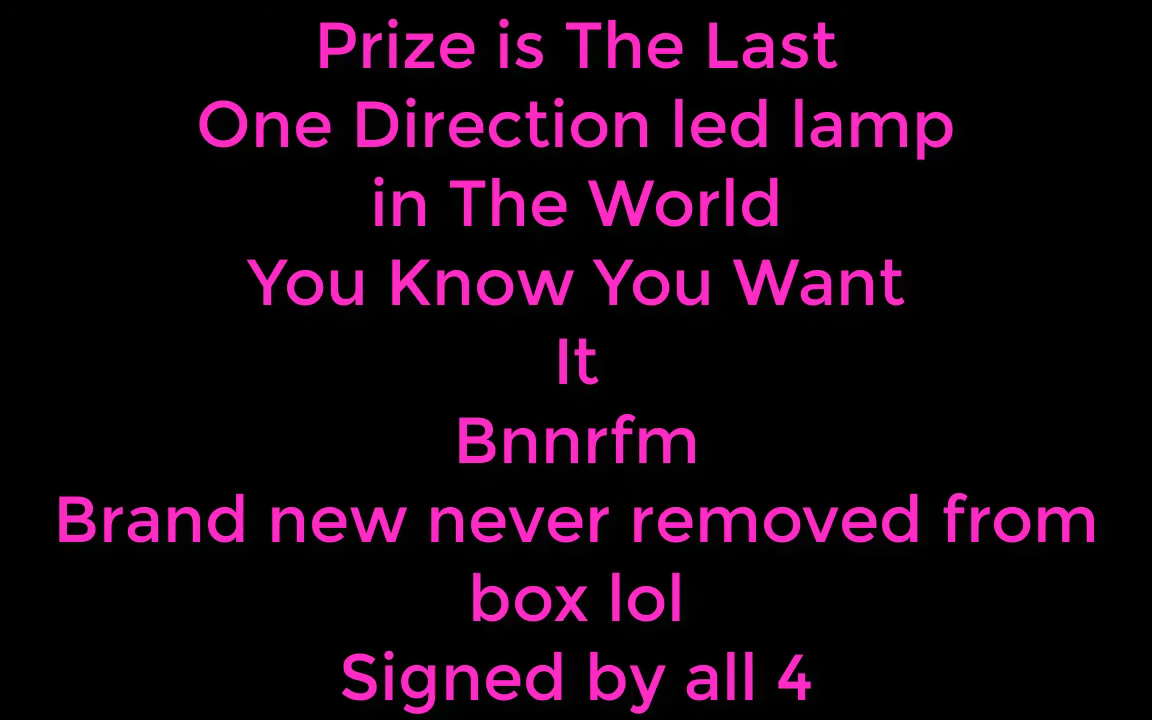 Prize is The Last
One Direction led lamp
in The World
You Know You Want
It
Bnnrfm
Brand new never removed from
box lol
Signed by all 4